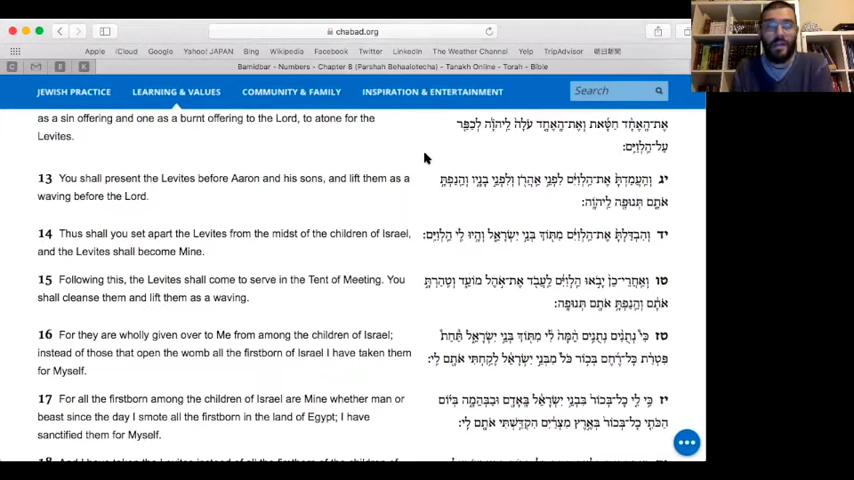 chabad.org
Apple iCloud Google Yahoo! JAPAN Bing Wikipedia Facebook Twitter LinkedIn The Weather Channel Yelp TripAdvisor 朝日新聞
Bamidbar - Numbers - Chapter 8 (Parshah Behaalotecha) - Tanakh Online - Torah - Bible
JEWISH PRACTICE LEARNING & VALUES COMMUNITY & FAMILY INSPIRATION & ENTERTAINMENT Search
as a sin offering and one as a burnt offering to the Lord, to atone for the
Levites.
אֶת־הָֽאֶחָ֨ד חַטָּ֜את וְאֶת־הָֽאֶחָ֤ד עֹלָה֙ לַֽיהֹוָ֔ה לְכַפֵּ֖ר
עַל־הַֽלְוִיִּֽם:
13 You shall present the Levites before Aaron and his sons, and lift them as a
waving before the Lord.
יג וְהַֽעֲמַדְתָּ֙ אֶת־הַֽלְוִיִּ֔ם לִפְנֵ֥י אַֽהֲרֹ֖ן וְלִפְנֵ֣י בָנָ֑יו וְהֵֽנַפְתָּ֥
אֹתָ֛ם תְּנוּפָ֖ה לַֽיהֹוָֽה:
14 Thus shall you set apart the Levites from the midst of the children of Israel,
and the Levites shall become Mine.
יד וְהִבְדַּלְתָּ֙ אֶת־הַֽלְוִיִּ֔ם מִתּ֖וֹךְ בְּנֵ֣י יִשְׂרָאֵ֑ל וְהָ֥יוּ לִ֖י הַֽלְוִיִּֽם:
15 Following this, the Levites shall come to serve in the Tent of Meeting. You
shall cleanse them and lift them as a waving.
טו וְאַֽחֲרֵי־כֵן֙ יָבֹ֣אוּ הַֽלְוִיִּ֔ם לַֽעֲבֹ֖ד אֶת־אֹ֣הֶל מוֹעֵ֑ד וְטִֽהַרְתָּ֣
אֹתָ֔ם וְהֵֽנַפְתָּ֥ אֹתָ֖ם תְּנוּפָֽה:
16 For they are wholly given over to Me from among the children of Israel;
instead of those that open the womb all the firstborn of Israel I have taken them
for Myself.
טז כִּי֩ נְתֻנִ֨ים נְתֻנִ֥ים הֵ֨מָּה֙ לִ֔י מִתּ֖וֹךְ בְּנֵ֣י יִשְׂרָאֵ֑ל תַּ֩חַת֩
פִּטְרַ֨ת כָּל־רֶ֜חֶם בְּכ֥וֹר כֹּל֙ מִבְּנֵ֣י יִשְׂרָאֵ֔ל לָקַ֥חְתִּי אֹתָ֖ם לִֽי:
17 For all the firstborn among the children of Israel are Mine whether man or
beast since the day I smote all the firstborn in the land of Egypt; I have
sanctified them for Myself.
יז כִּ֣י לִ֤י כָל־בְּכוֹר֙ בִּבְנֵ֣י יִשְׂרָאֵ֔ל בָּֽאָדָ֖ם וּבַבְּהֵמָ֑ה בְּי֗וֹם
הַכֹּתִ֤י כָל־בְּכוֹר֙ בְּאֶ֣רֶץ מִצְרַ֔יִם הִקְדַּ֥שְׁתִּי אֹתָ֖ם לִֽי: